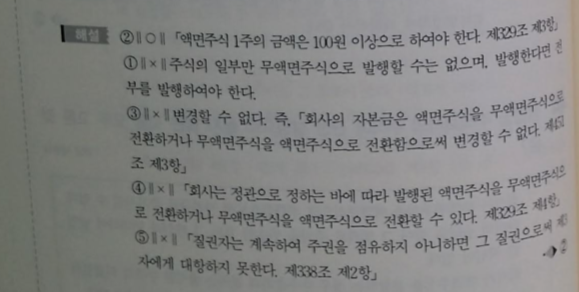 해설 ②‖○‖「액면주식 1주의 금액은 100원 이상으로 하여야 한다. 제329조 제3항」
①‖×‖주식의 일부만 무액면주식으로 발행할 수는 없으며, 발행한다면 전
부를 발행하여야 한다.
③‖×‖변경할 수 없다. 즉, 「회사의 자본금은 액면주식을 무액면주식으로
전환하거나 무액면주식을 액면주식으로 전환함으로써 변경할 수 없다.
조 제3항」
④‖×‖「회사는 정관으로 정하는 바에 따라 발행된 액면주식을 무액면주식으
로 전환하거나 무액면주식을 액면주식으로 전환할 수 있다. 제329조 제4항」
⑤‖×‖「질권자는 계속하여 주권을 점유하지 아니하면 그 질권으로써
자에게 대항하지 못한다. 제338조 제2항」